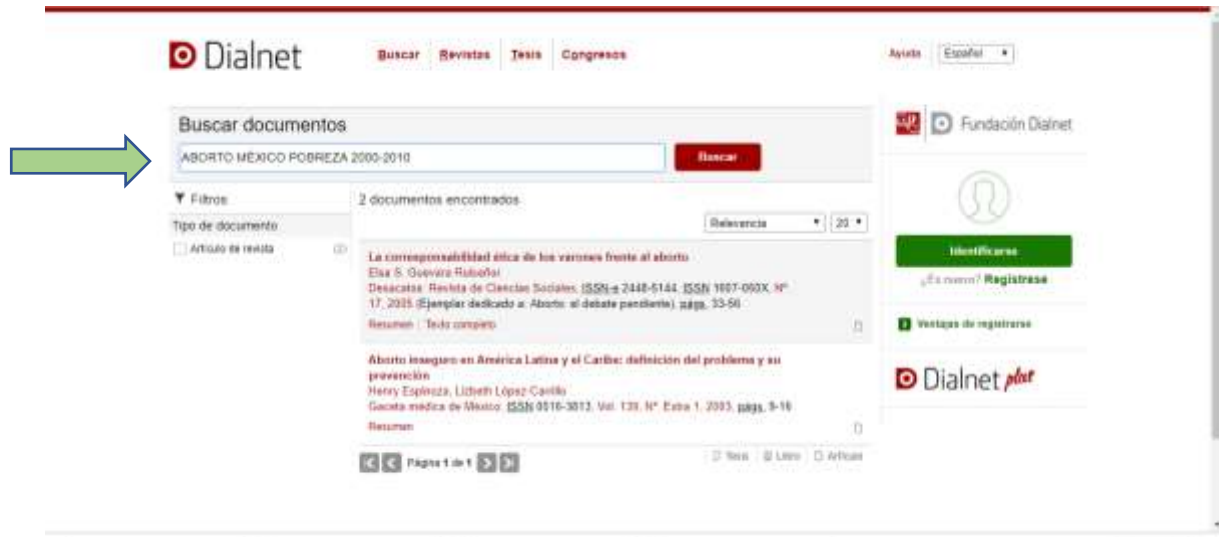 Dialnet
Buscar Revistas Tesis Congresos
Ayuda Español
Buscar documentos
ABORTO MÉXICO POBREZA 2000-2010
Buscar
Fundación Dialnet
Filtros
2 documentos encontrados
Tipo de documento
Relevancia 20
Artículo de revista (2)
La corresponsabilidad ética de los varones frente al aborto
Elsa S. Guevara Ruiseñor
Desacatos: Revista de Ciencias Sociales, ISSN-e 2448-5144, ISSN 1607-050X, Nº
17, 2005 (Ejemplar dedicado a: Aborto: el debate pendiente), págs. 33-56
Resumen Texto completo
Identificarse
¿Es nuevo? Regístrese
Ventajas de registrarse
Aborto inseguro en América Latina y el Caribe: definición del problema y su
prevención
Henry Espinoza, Lizbeth López Carrillo
Gaceta médica de México, ISSN 0016-3813, Vol. 139, Nº. Extra 1, 2003, págs. 9-16
Resumen
Dialnet plus
Página 1 de 1
Tesis Libro Artículo